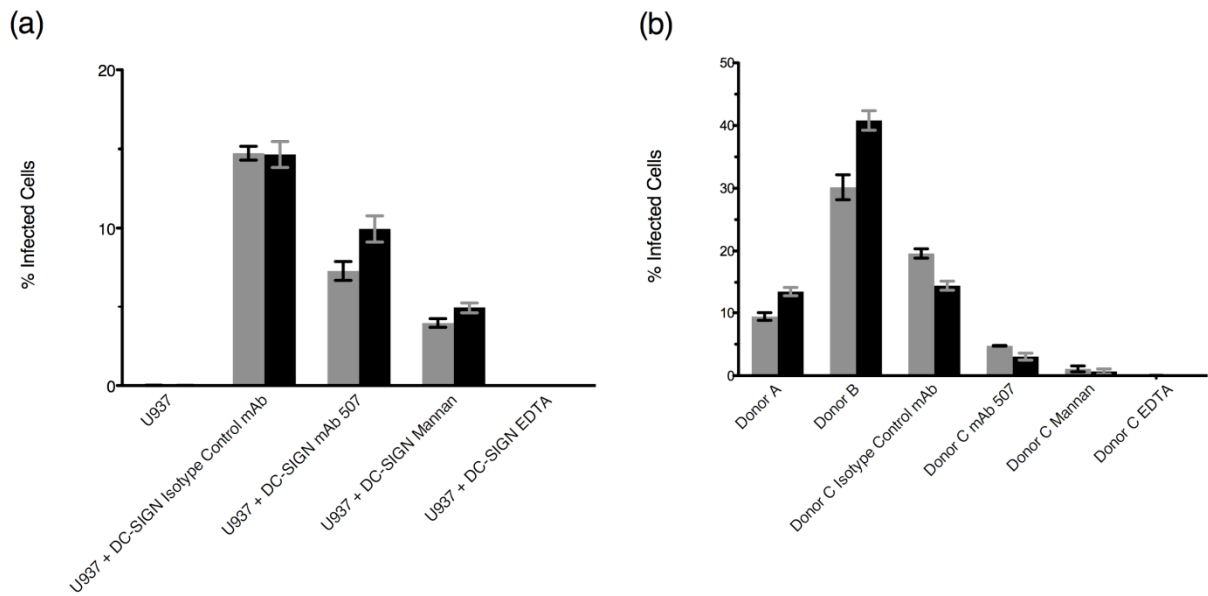 (a)
% Infected Cells
20
10
0
U937
U937 + DC-SIGN Isotype Control mAb
U937 + DC-SIGN mAb 507
U937 + DC-SIGN Mannan
U937 + DC-SIGN EDTA
(b)
% Infected Cells
50
40
30
20
10
0
Donor A
Donor B
Donor C Isotype Control mAb
Donor C mAb 507
Donor C Mannan
Donor C EDTA